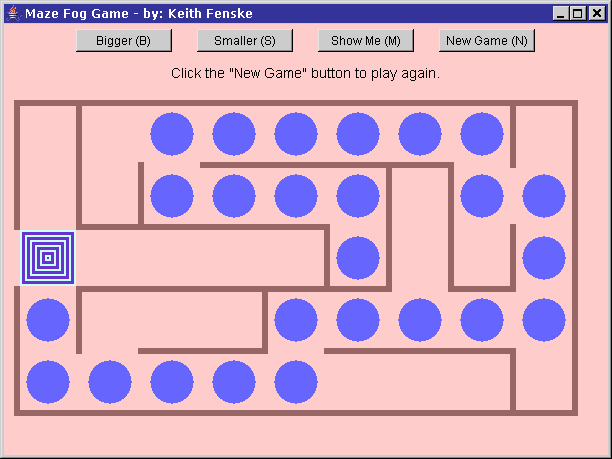 Maze Fog Game - by: Keith Fenske
Bigger (B) Smaller (S) Show Me (M) New Game (N)
Click the "New Game" button to play again.